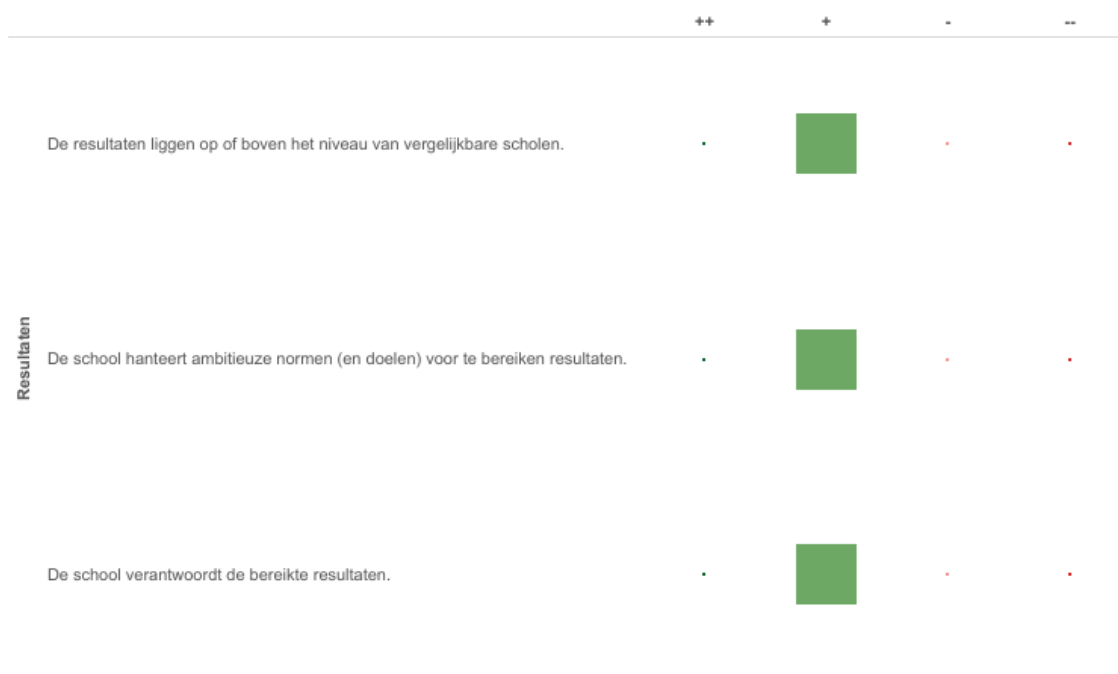 ++ + - --
De resultaten liggen op of boven het niveau van vergelijkbare scholen.
Resultaten
De school hanteert ambitieuze normen (en doelen) voor te bereiken resultaten.
De school verantwoordt de bereikte resultaten.